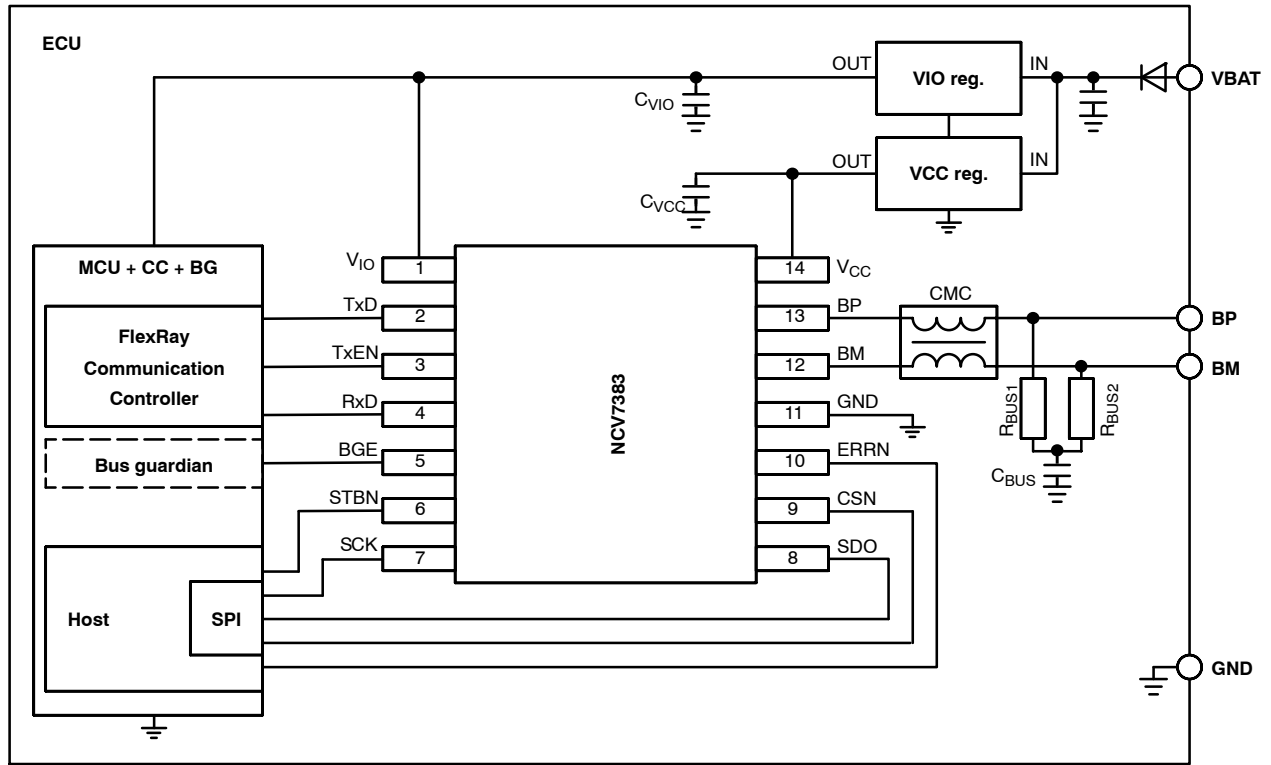 ECU
OUT
VIO reg.
IN
VBAT
CVIO
OUT
VCC reg.
IN
CVCC
MCU + CC + BG
VIO
1
14
VCC
CMC
TxD
2
13
BP
BP
FlexRay
Communication
Controller
TxEN
3
12
BM
BM
RxD
4
11
GND
RBUS1
RBUS2
NCV7383
Bus guardian
BGE
5
10
ERRN
CBUS
STBN
6
9
CSN
SCK
7
8
SDO
Host
SPI
GND